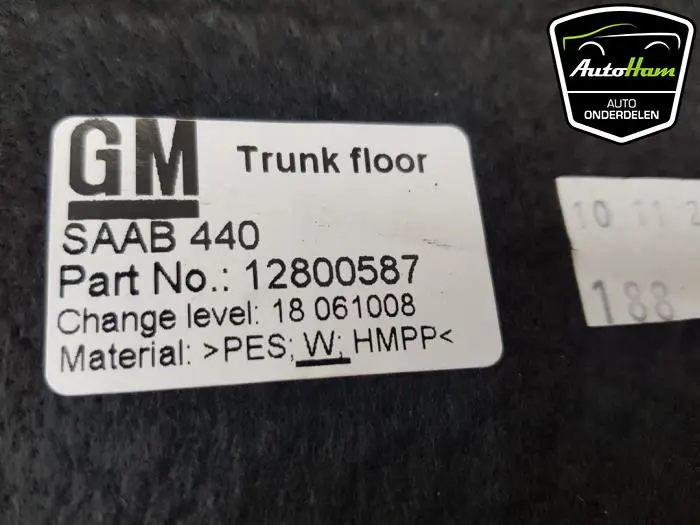 GM Trunk floor
SAAB 440
Part No.: 12800587
Change level: 18 061008
Material: >PES; W; HMPP<
10 11 2
188
AutoHam
AUTO
ONDERDELEN